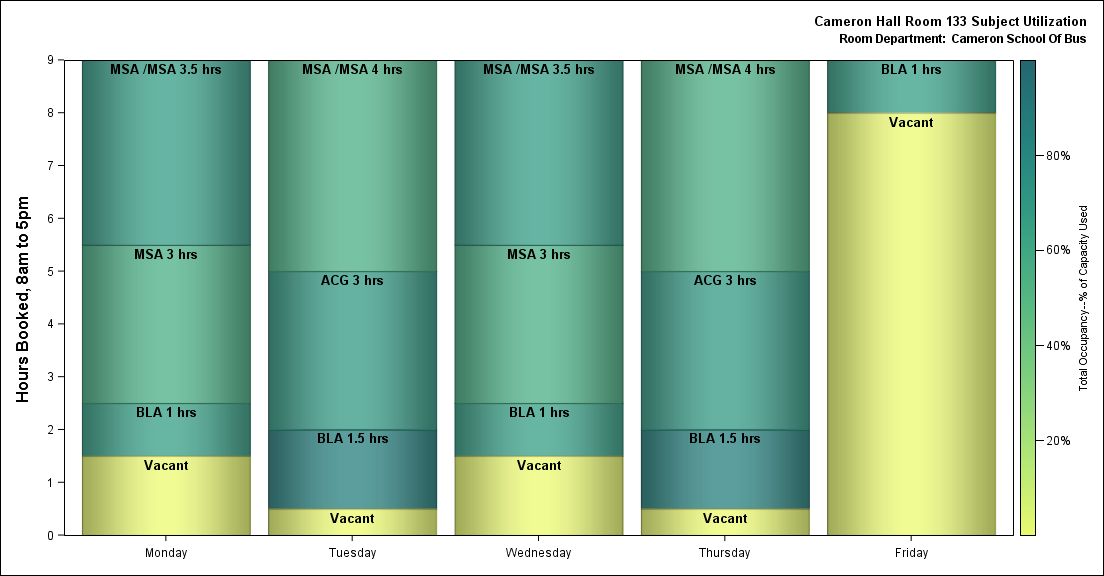 Cameron Hall Room 133 Subject Utilization
Room Department: Cameron School Of Bus
Hours Booked, 8am to 5pm
9
8
7
6
5
4
3
2
1
0
MSA /MSA 3.5 hrs
MSA 3 hrs
BLA 1 hrs
Vacant
MSA /MSA 4 hrs
ACG 3 hrs
BLA 1.5 hrs
Vacant
MSA /MSA 3.5 hrs
MSA 3 hrs
BLA 1 hrs
Vacant
MSA /MSA 4 hrs
ACG 3 hrs
BLA 1.5 hrs
Vacant
BLA 1 hrs
Vacant
Monday
Tuesday
Wednesday
Thursday
Friday
80%
60%
40%
20%
Total Occupancy--% of Capacity Used